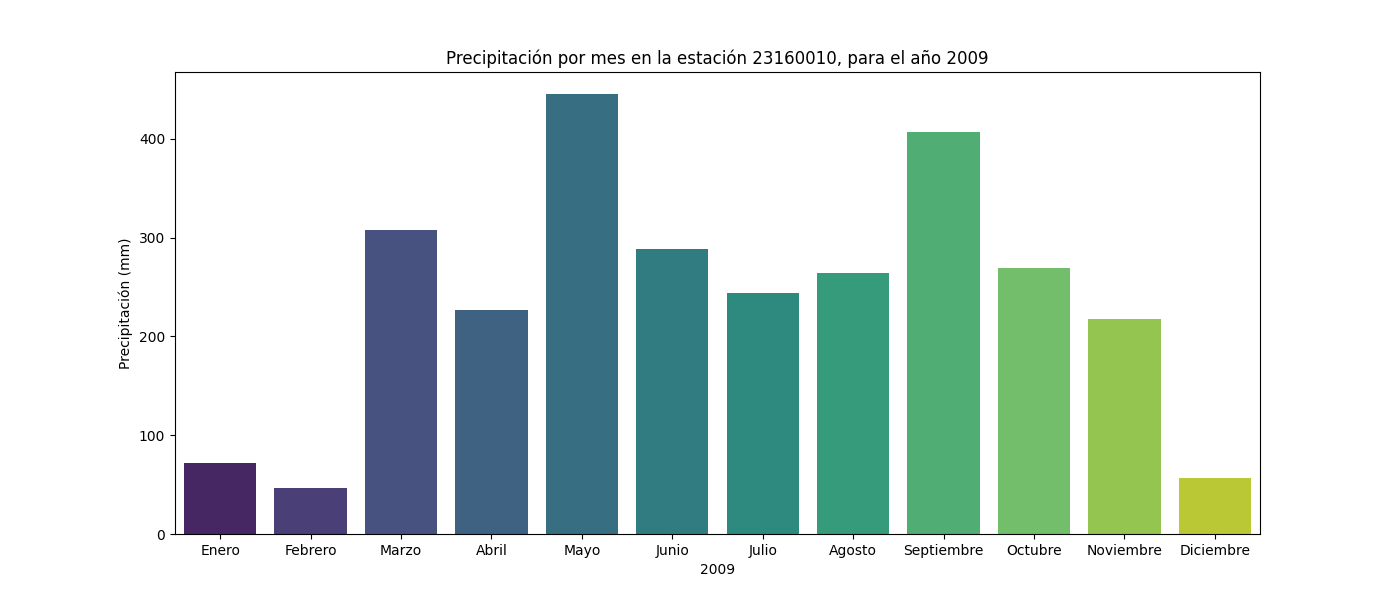 Precipitación por mes en la estación 23160010, para el año 2009
Precipitación (mm)
400
300
200
100
0
Enero Febrero Marzo Abril Mayo Junio Julio Agosto Septiembre Octubre Noviembre Diciembre
2009